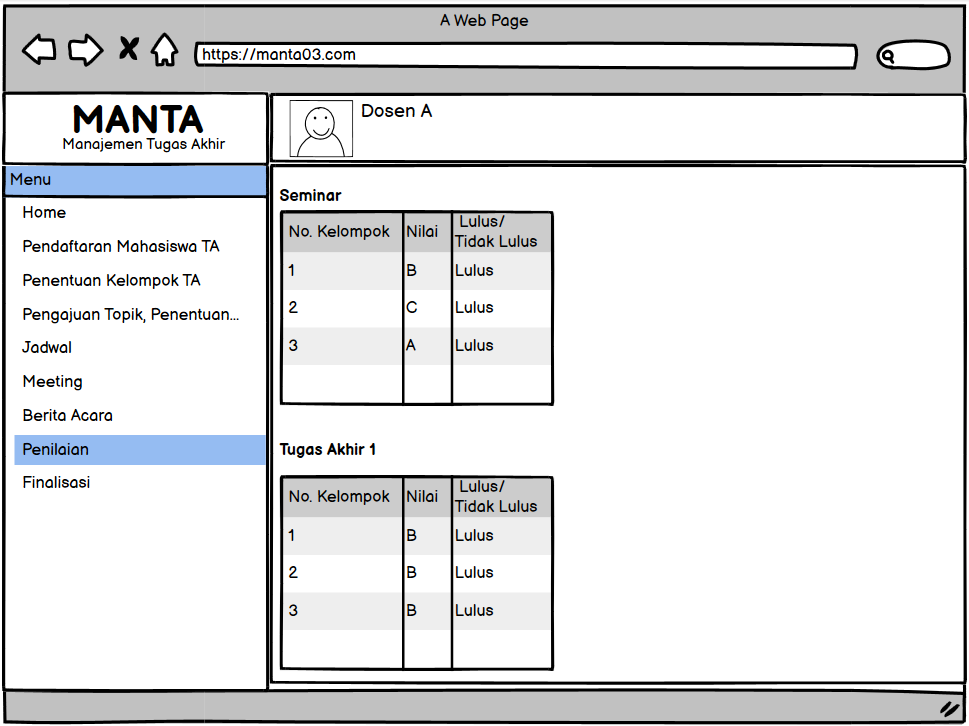 A Web Page
https://manta03.com
MANTA
Manajemen Tugas Akhir
Dosen A
Menu
Home
Pendaftaran Mahasiswa TA
Penentuan Kelompok TA
Pengajuan Topik, Penentuan...
Jadwal
Meeting
Berita Acara
Penilaian
Finalisasi
Seminar
No. Kelompok Nilai Lulus/
Tidak Lulus
1 B Lulus
2 C Lulus
3 A Lulus
Tugas Akhir 1
No. Kelompok Nilai Lulus/
Tidak Lulus
1 B Lulus
2 B Lulus
3 B Lulus